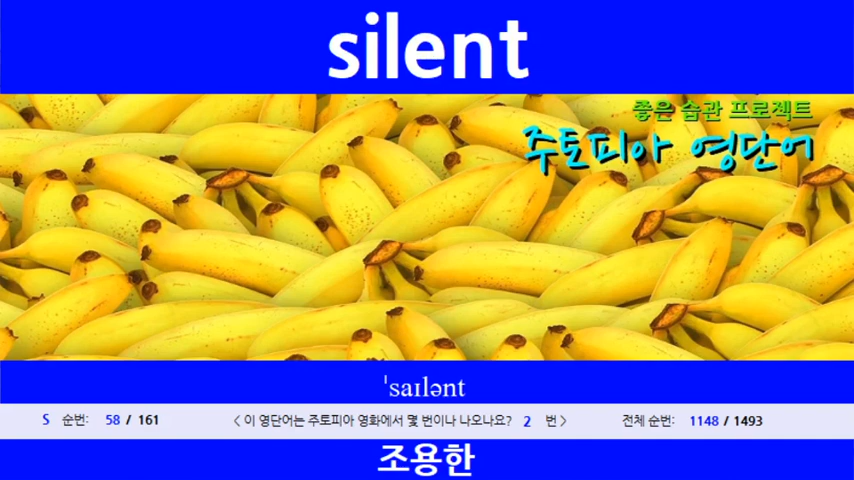 silent
좋은 습관 프로젝트
주토피아 영단어
ˈsaɪlənt
S 순번: 58 / 161 < 이 영단어는 주토피아 영화에서 몇 번이나 나오나요? 2 번 > 전체 순번: 1148 / 1493
조용한